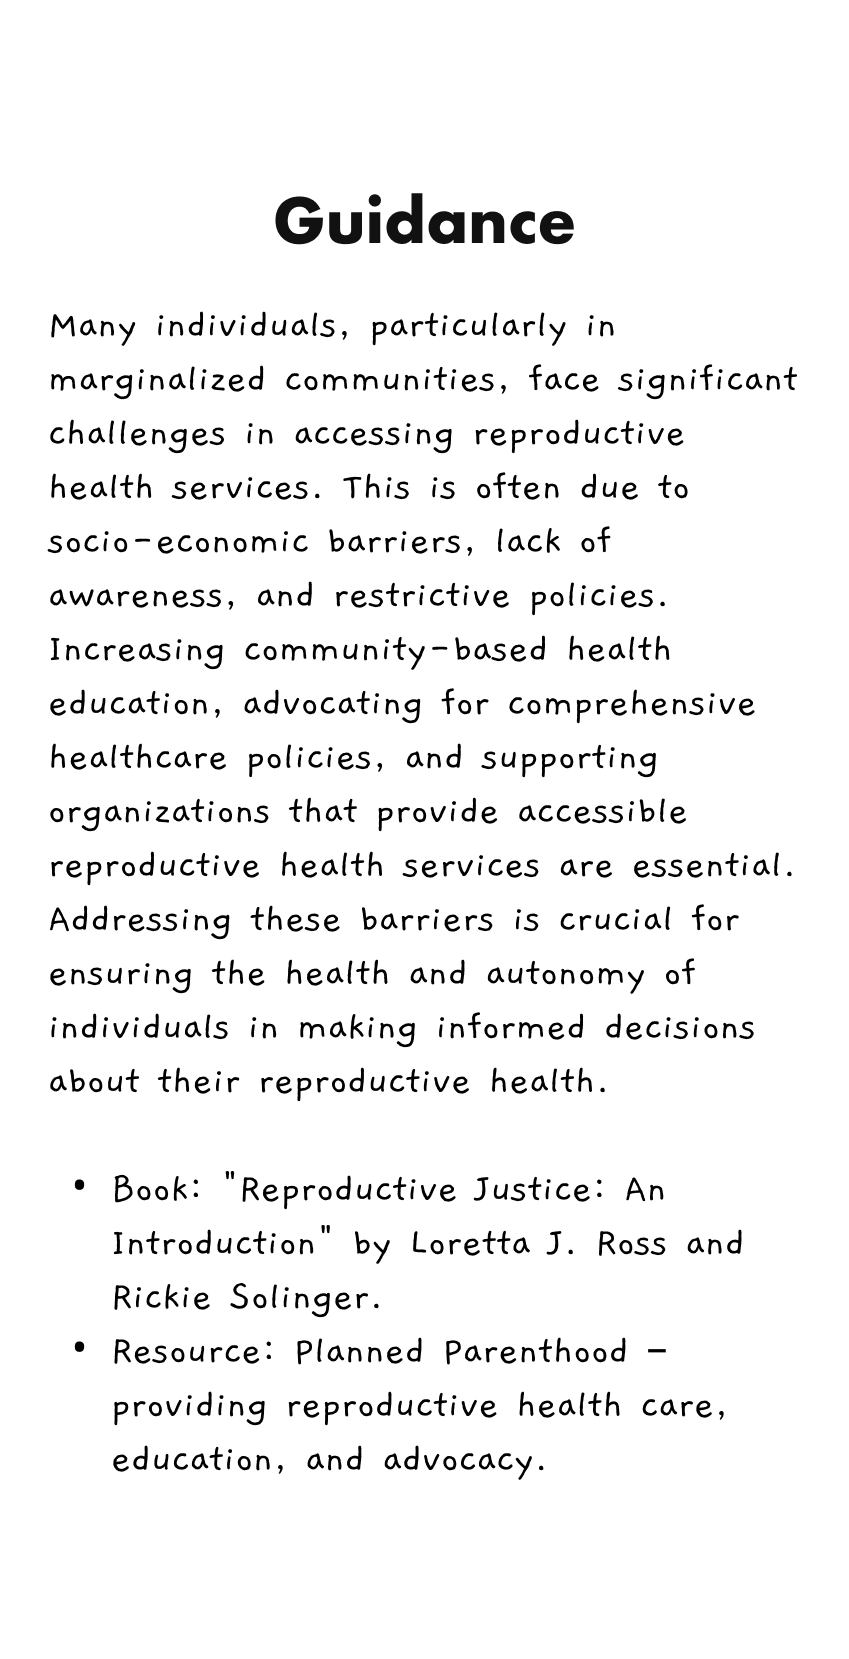 Guidance
Many individuals, particularly in
marginalized communities, face significant
challenges in accessing reproductive
health services. This is often due to
socio-economic barriers, lack of
awareness, and restrictive policies.
Increasing community-based health
education, advocating for comprehensive
healthcare policies, and supporting
organizations that provide accessible
reproductive health services are essential.
Addressing these barriers is crucial for
ensuring the health and autonomy of
individuals in making informed decisions
about their reproductive health.
• Book: "Reproductive Justice: An
Introduction" by Loretta J. Ross and
Rickie Solinger.
• Resource: Planned Parenthood –
providing reproductive health care,
education, and advocacy.